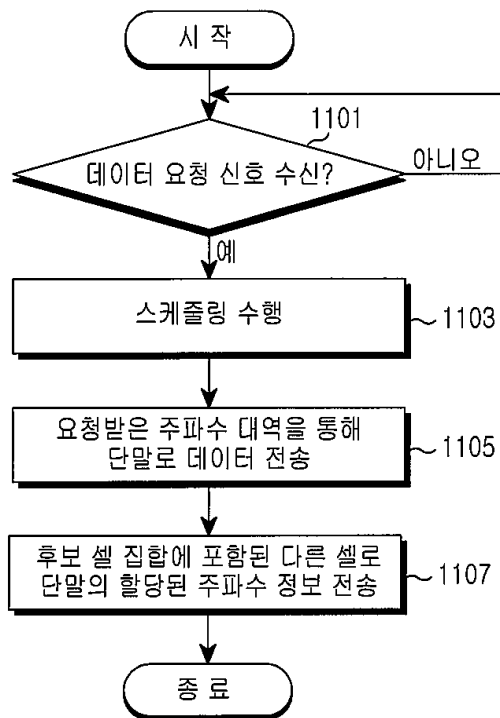 시 작
1101
데이터 요청 신호 수신?
아니오
예
스케줄링 수행
1103
요청받은 주파수 대역을 통해
단말로 데이터 전송
1105
후보 셀 집합에 포함된 다른 셀로
단말의 할당된 주파수 정보 전송
1107
종 료